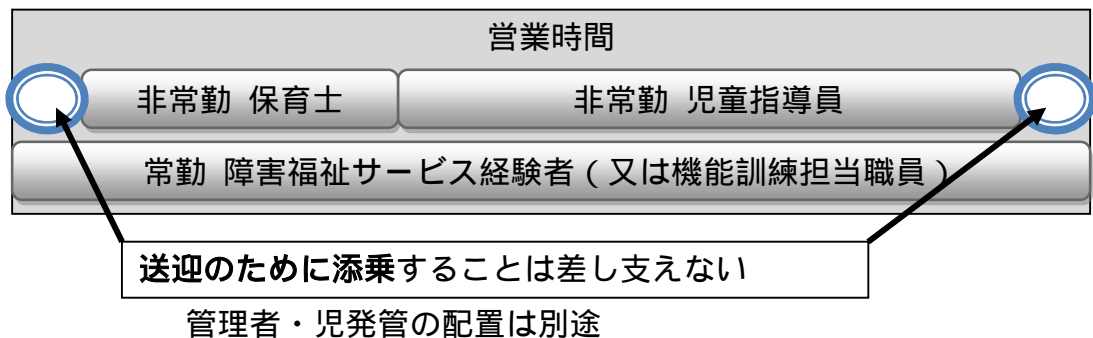 営業時間
非常勤 保育士
非常勤 児童指導員
常勤 障害福祉サービス経験者(又は機能訓練担当職員)
送迎のために添乗することは差し支えない
管理者・児発管の配置は別途